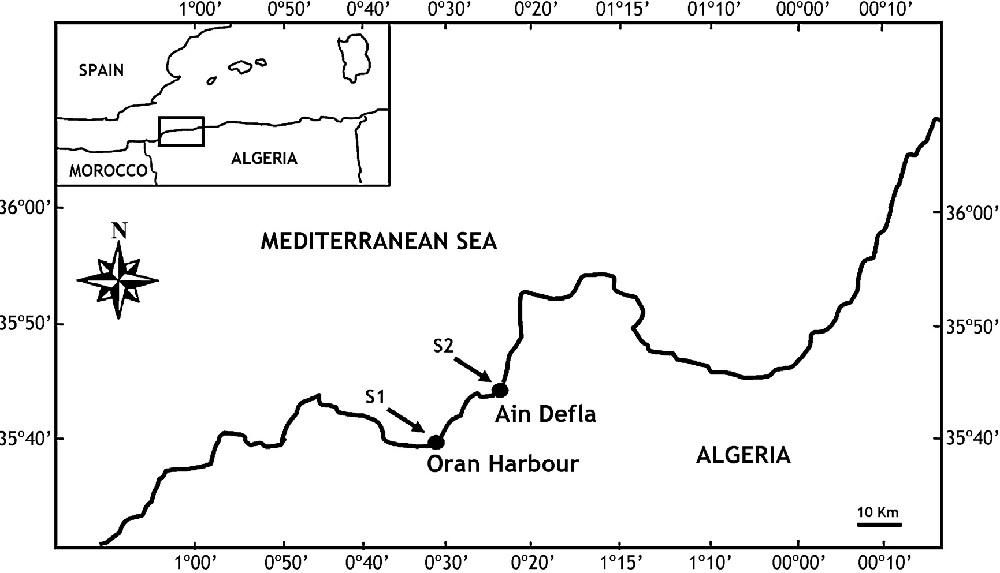 1°00’ 0°50’ 0°40’ 0°30’ 0°20’ 01°15’ 01°10’ 00°00’ 00°10’
SPAIN
ALGERIA
MOROCCO
36°00’ 36°00’
N
MEDITERRANEAN SEA
35°50’ 35°50’
S2
S1
Ain Defla
35°40’ 35°40’
ALGERIA
Oran Harbour
10 Km
1°00’ 0°50’ 0°40’ 0°30’ 0°20’ 1°15’ 1°10’ 00°00’ 00°10’